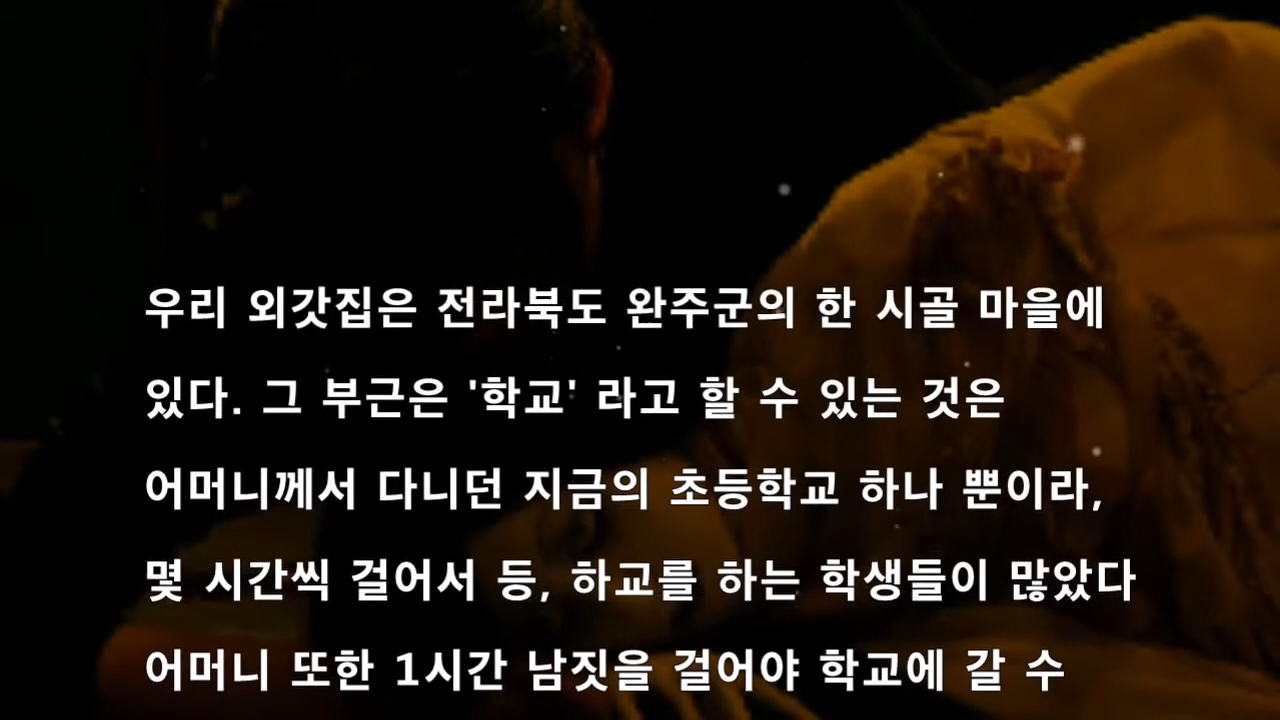 우리 외갓집은 전라북도 완주군의 한 시골 마을에
있다. 그 부근은 '학교' 라고 할 수 있는 것은
어머니께서 다니던 지금의 초등학교 하나 뿐이라,
몇 시간씩 걸어서 등, 하교를 하는 학생들이 많았다
어머니 또한 1시간 남짓을 걸어야 학교에 갈 수